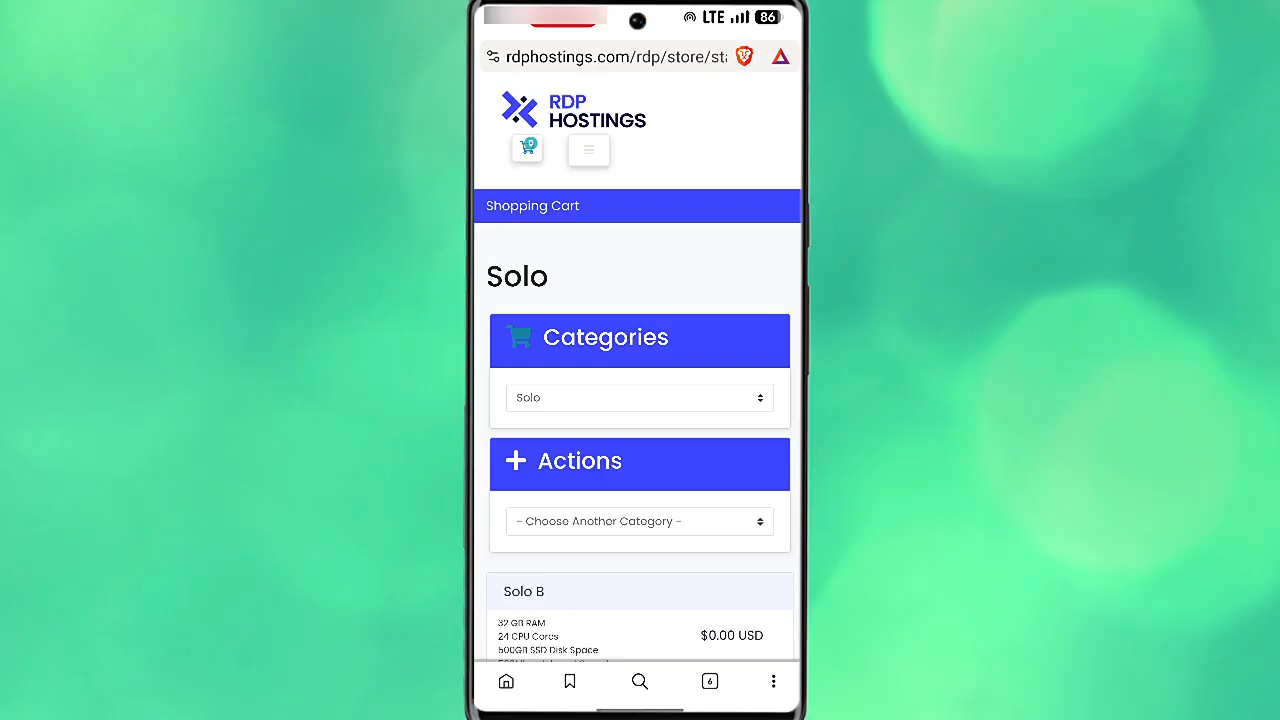 LTE 86
rdphostings.com/rdp/store/st
RDP
HOSTINGS
0
Shopping Cart
Solo
Categories
Solo
Actions
- Choose Another Category -
Solo B
32 GB RAM
24 CPU Cores
$0.00 USD
500GB SSD Disk Space
6